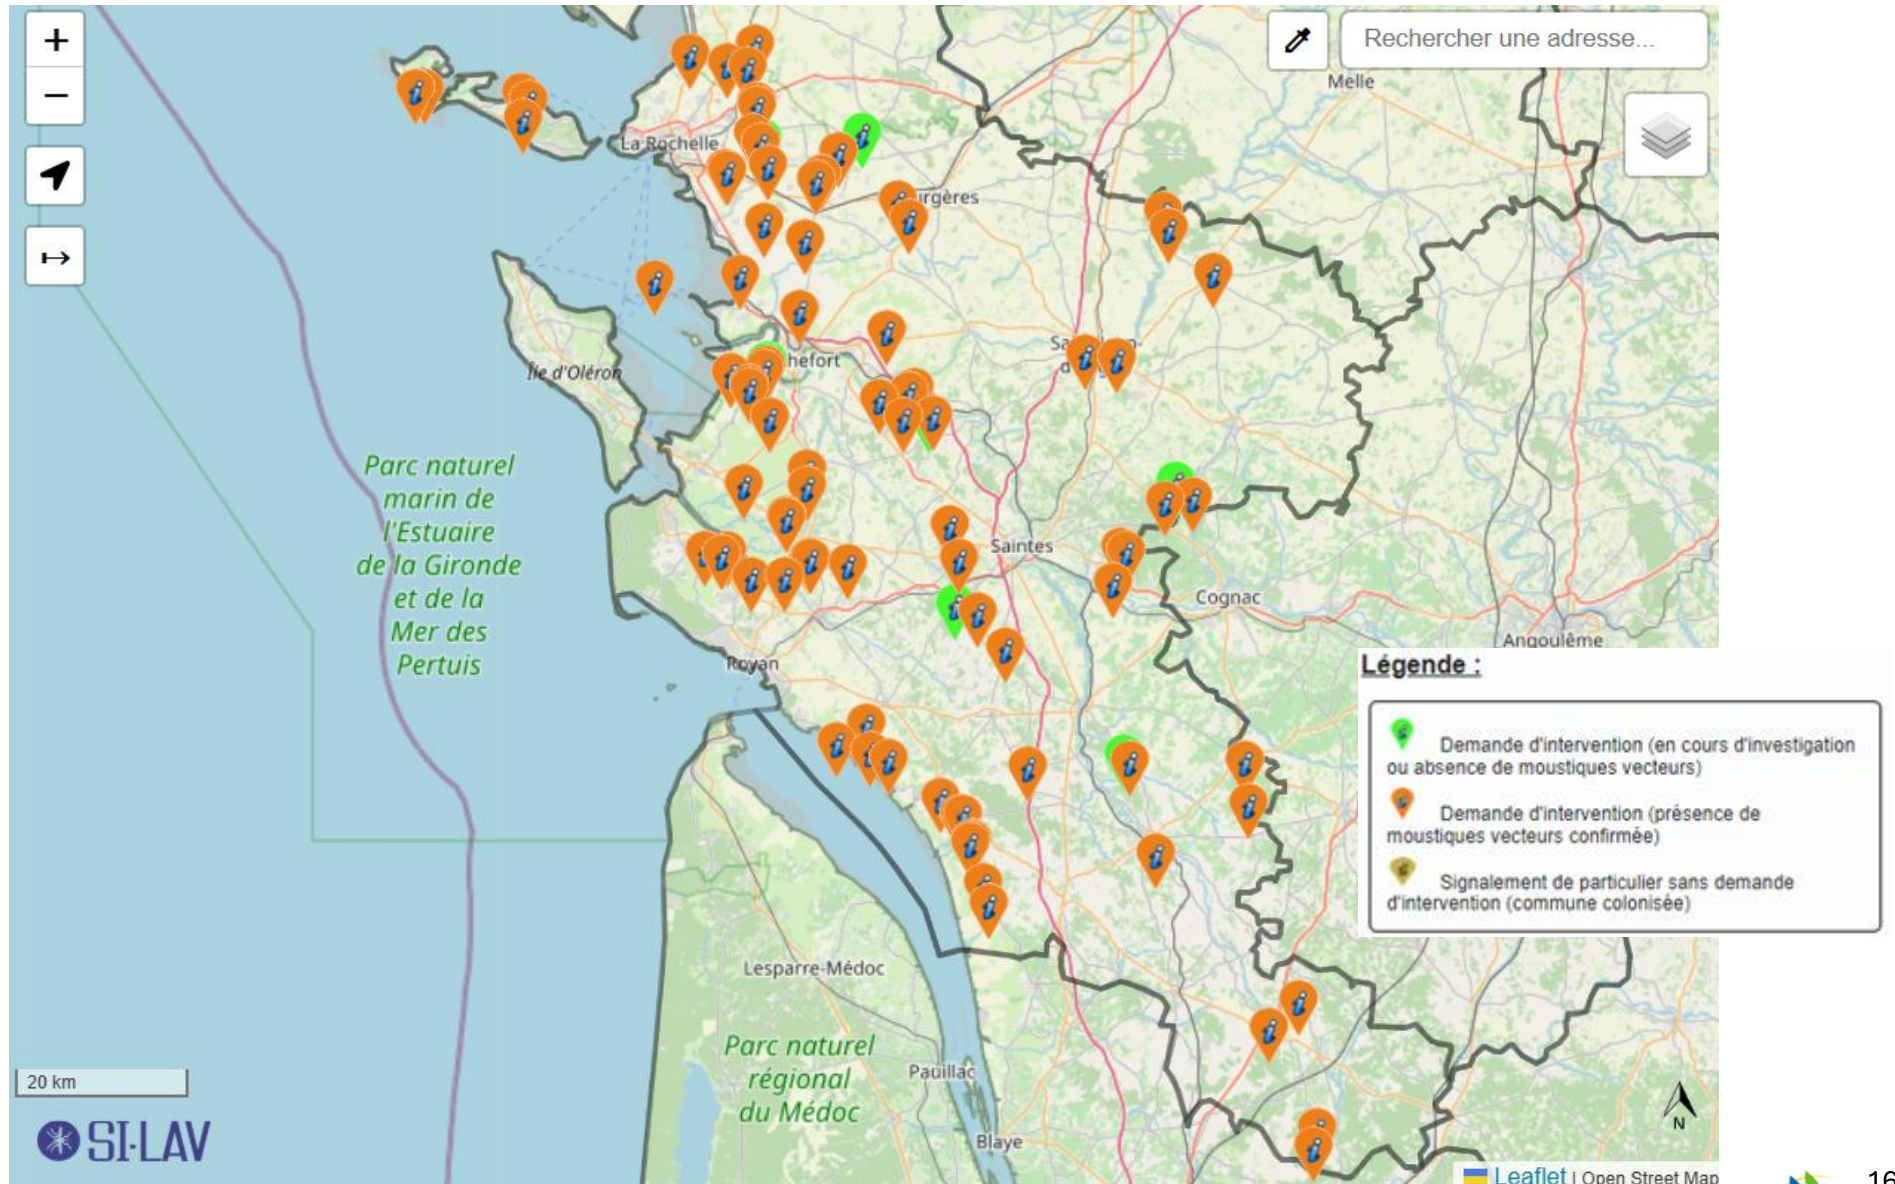 +
Rechercher une adresse...
−
Melle
La Rochelle
irgères
hefort
Île d'Oléron
Parc naturel
marin de
l'Estuaire
de la Gironde
et de la
Mer des
Pertuis
Saintes
Cognac
Angoulême
Royan
Légende :
Demande d'intervention (en cours d'investigation
ou absence de moustiques vecteurs)
Demande d'intervention (présence de
moustiques vecteurs confirmée)
Signalement de particulier sans demande
d'intervention (commune colonisée)
Lesparre-Médoc
Parc naturel
régional
du Médoc
Pauillac
20 km
N
SI-LAV
Blaye
Leaflet | Open Street Map
16